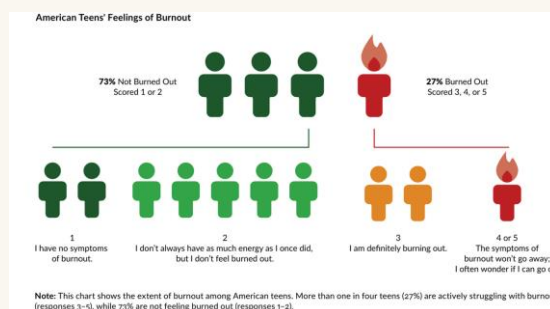 American Teens' Feelings of Burnout
73% Not Burned Out
Scored 1 or 2
27% Burned Out
Scored 3, 4, or 5
1
I have no symptoms
of burnout.
2
I don't always have as much energy as I once did,
but I don't feel burned out.
3
I am definitely burning out.
4 or 5
The symptoms of
burnout won't go away;
I often wonder if I can go
Note: This chart shows the extent of burnout among American teens. More than one in four teens (27%) are actively struggling with
(responses 3–5), while 73% are not feeling burned out (responses 1–2).